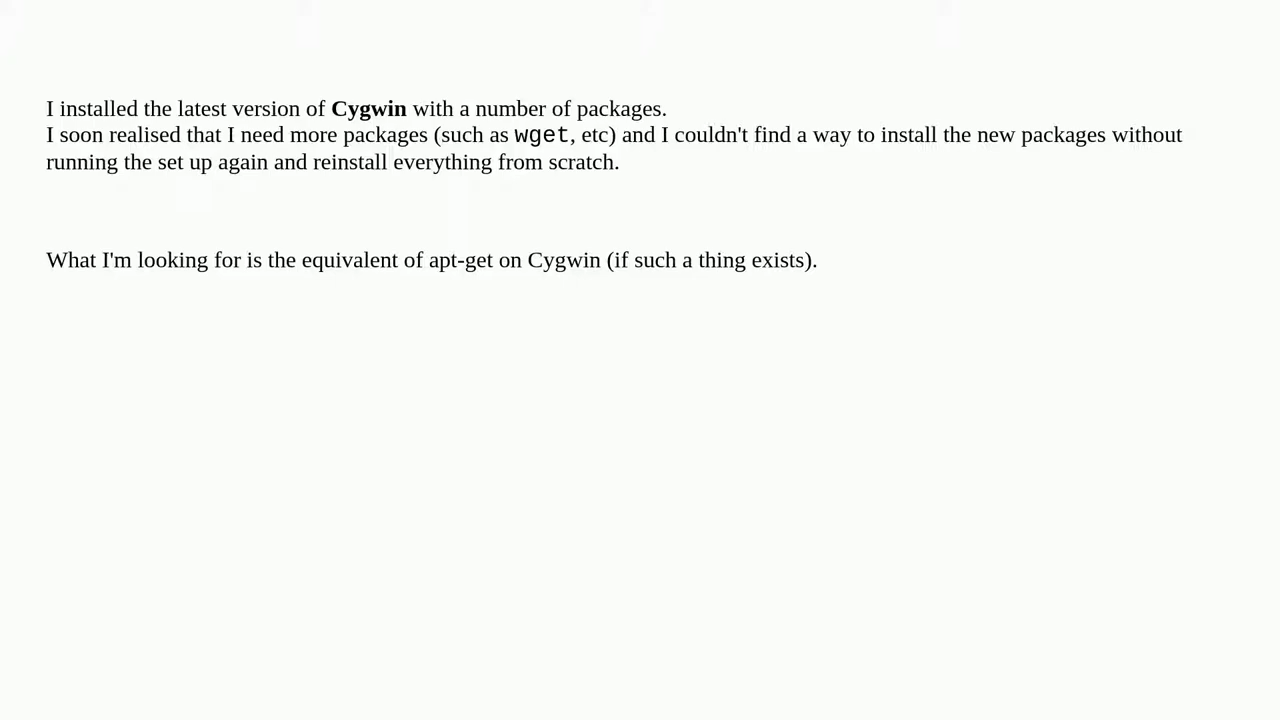 I installed the latest version of Cygwin with a number of packages.
I soon realised that I need more packages (such as wget, etc) and I couldn't find a way to install the new packages without
running the set up again and reinstall everything from scratch.
What I'm looking for is the equivalent of apt-get on Cygwin (if such a thing exists).